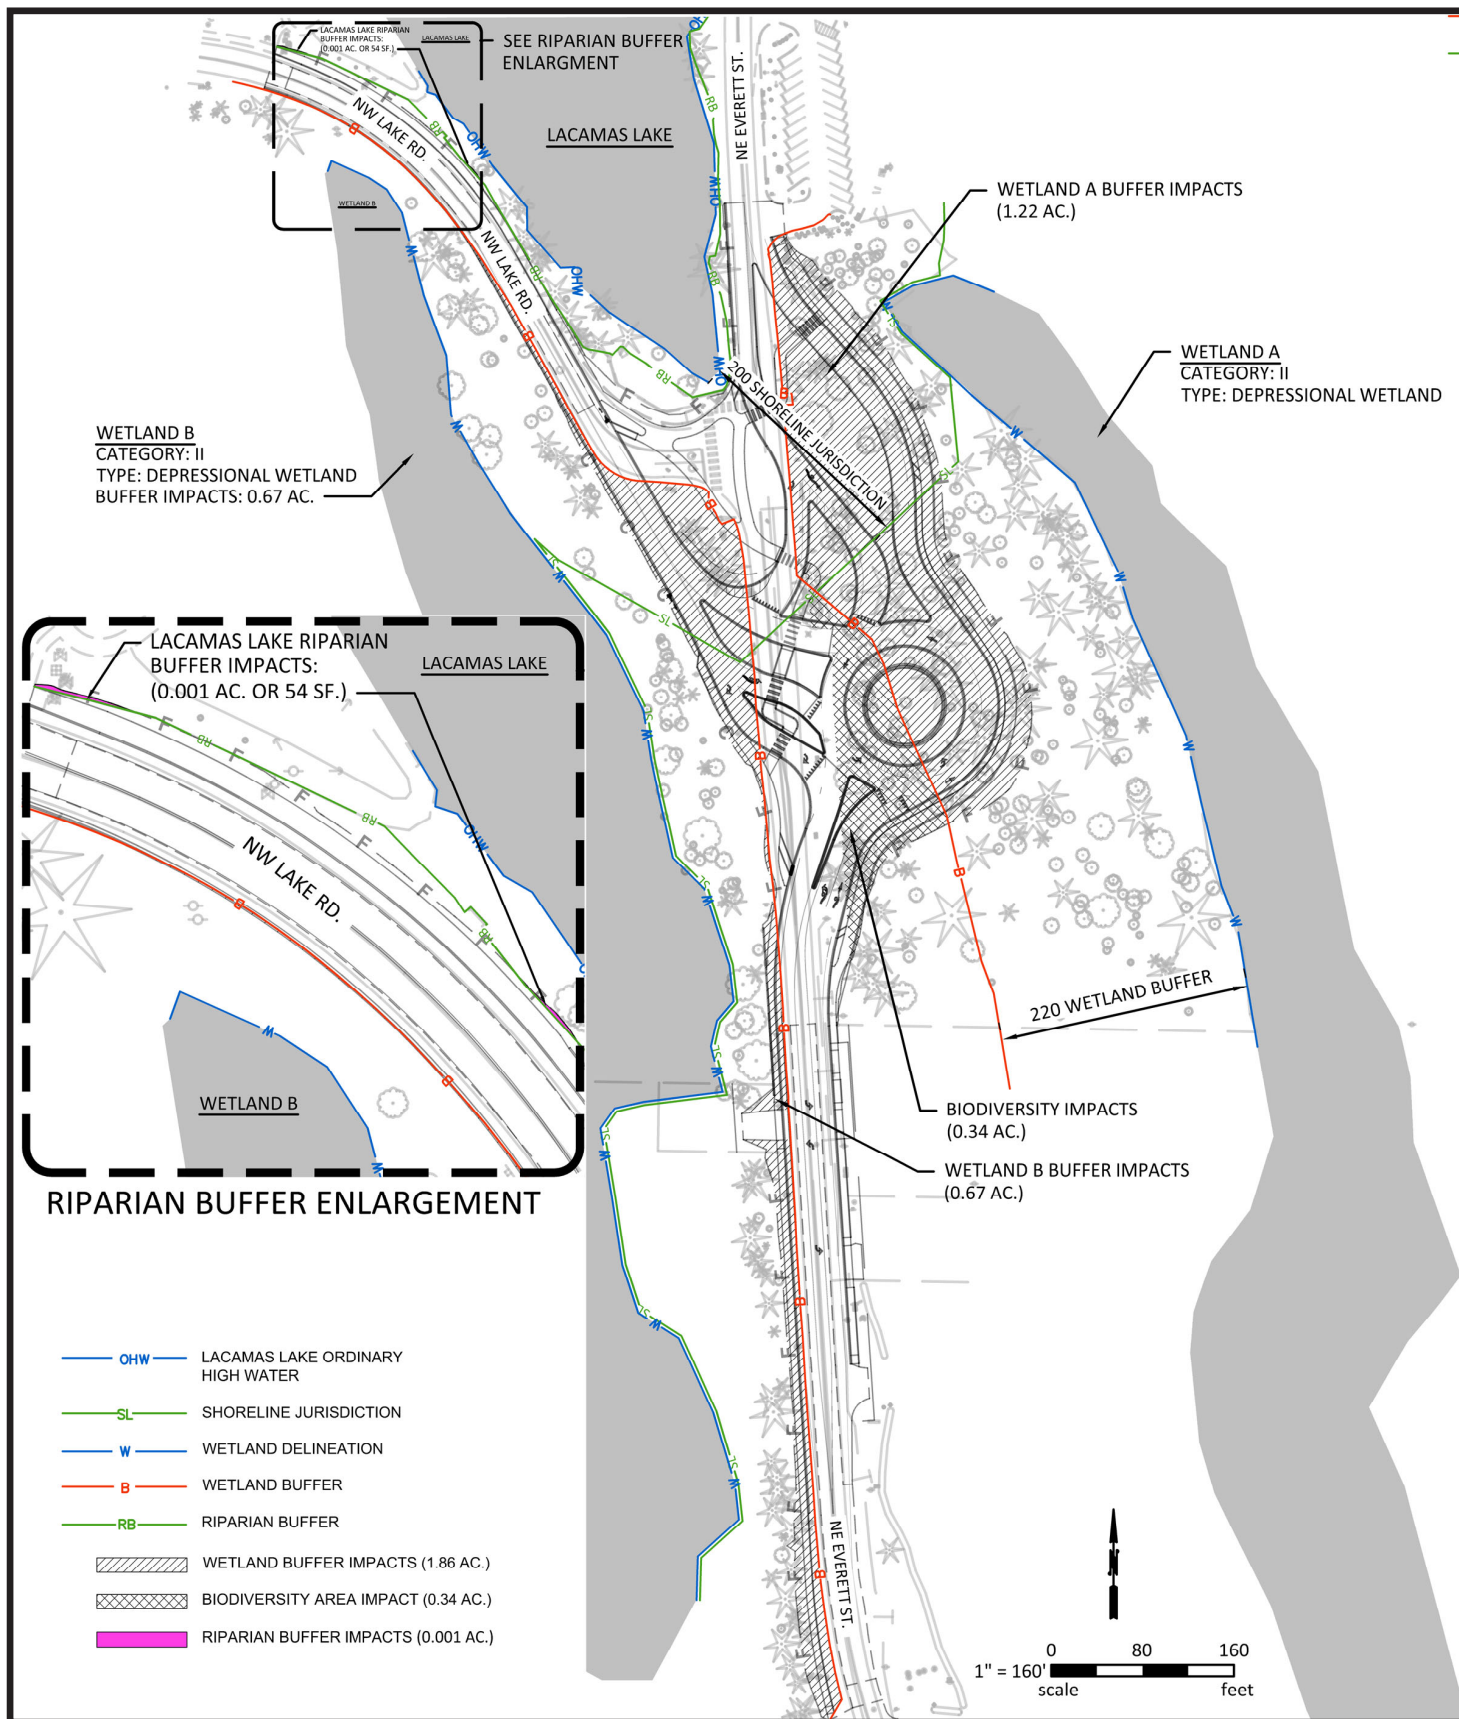 LACAMAS LAKE RIPARIAN
BUFFER IMPACTS:
(0.001 AC. OR 54 SF.)
LACAMAS LAKE
SEE RIPARIAN BUFFER
ENLARGMENT
NW LAKE RD.
WETLAND B
LACAMAS LAKE
NE EVERETT ST.
NW LAKE RD.
WETLAND A BUFFER IMPACTS
(1.22 AC.)
WETLAND A
CATEGORY: II
TYPE: DEPRESSIONAL WETLAND
200 SHORELINE JURISDICTION
WETLAND B
CATEGORY: II
TYPE: DEPRESSIONAL WETLAND
BUFFER IMPACTS: 0.67 AC.
LACAMAS LAKE RIPARIAN
BUFFER IMPACTS:
(0.001 AC. OR 54 SF.)
LACAMAS LAKE
NW LAKE RD.
WETLAND B
RIPARIAN BUFFER ENLARGEMENT
220 WETLAND BUFFER
BIODIVERSITY IMPACTS
(0.34 AC.)
WETLAND B BUFFER IMPACTS
(0.67 AC.)
NE EVERETT ST.
OHW LACAMAS LAKE ORDINARY
HIGH WATER
SL SHORELINE JURISDICTION
W WETLAND DELINEATION
B WETLAND BUFFER
RB RIPARIAN BUFFER
WETLAND BUFFER IMPACTS (1.86 AC.)
BIODIVERSITY AREA IMPACT (0.34 AC.)
RIPARIAN BUFFER IMPACTS (0.001 AC.)
N
0 80 160
1" = 160'
scale feet